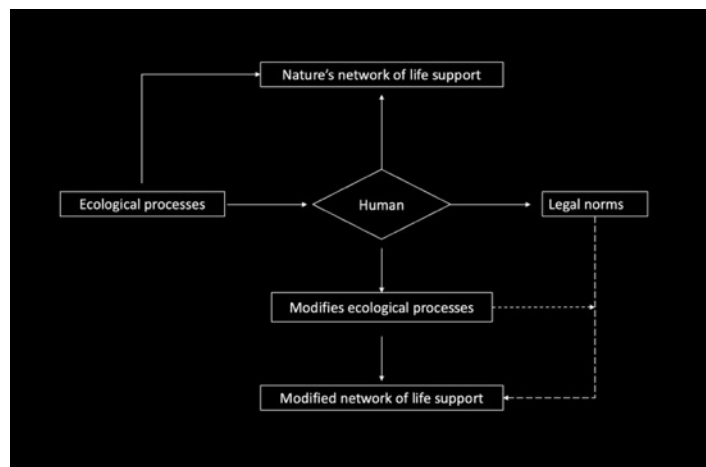 Nature's network of life support
Ecological processes
Human
Legal norms
Modifies ecological processes
Modified network of life support